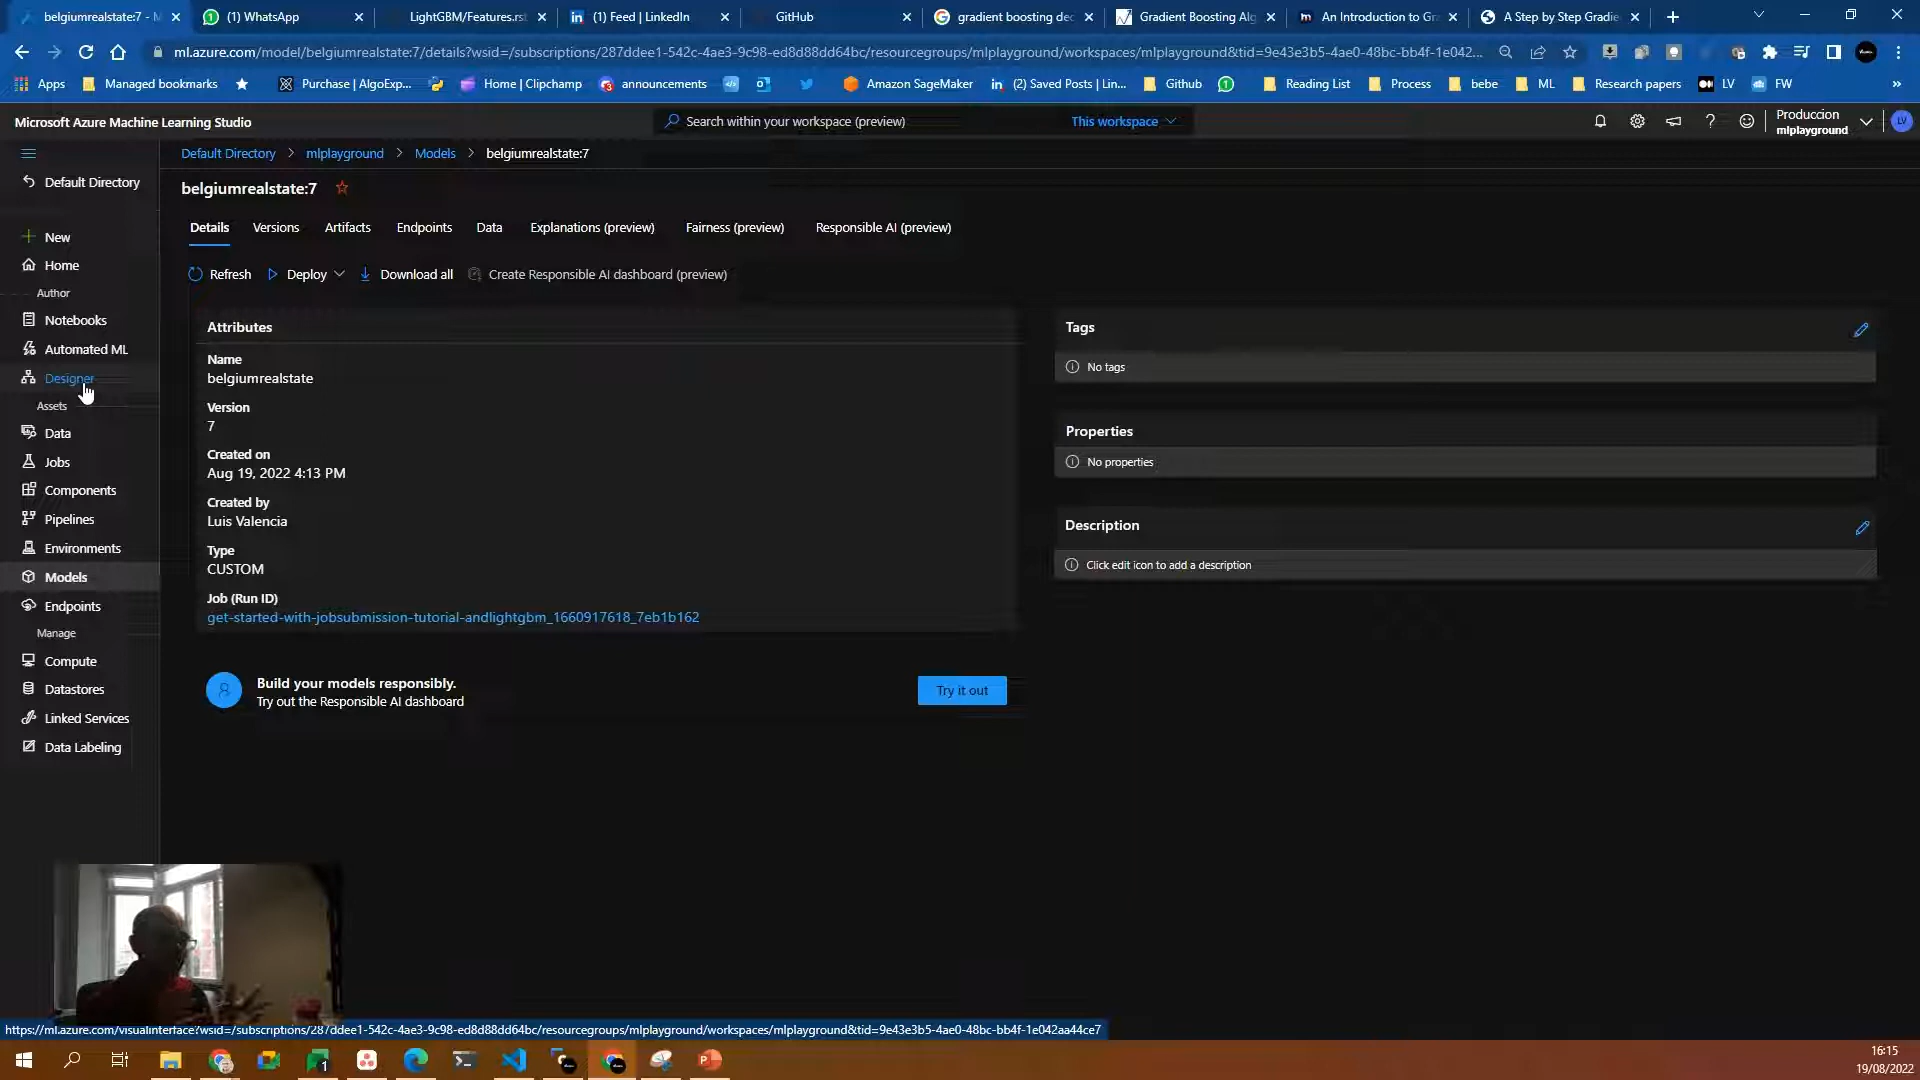 belgiumrealstate:7 - M
(1) WhatsApp
LightGBM/Features.rst
(1) Feed | LinkedIn
GitHub
gradient boosting dec
Gradient Boosting Alg
An Introduction to Gra
A Step by Step Gradie
ml.azure.com/model/belgiumrealstate:7/details?wsid=/subscriptions/287ddee1-542c-4ae3-9c98-ed8d88dd64bc/resourcegroups/mlplayground/workspaces/mlplayground&tid=9e43e3b5-4ae0-48bc-bb4f-1e042...
Apps
Managed bookmarks
Purchase | AlgoExp...
Home | Clipchamp
announcements
Amazon SageMaker
(2) Saved Posts | Lin...
Github
Reading List
Process
bebe
ML
Research papers
LV
FW
»
Microsoft Azure Machine Learning Studio
Search within your workspace (preview)
This workspace
Produccion
mlplayground
LV
Default Directory > mlplayground > Models > belgiumrealstate:7
Default Directory
belgiumrealstate:7
Details
Versions
Artifacts
Endpoints
Data
Explanations (preview)
Fairness (preview)
Responsible AI (preview)
Refresh
Deploy
Download all
Create Responsible AI dashboard (preview)
New
Home
Author
Notebooks
Automated ML
Designer
Assets
Data
Jobs
Components
Pipelines
Environments
Models
Endpoints
Manage
Compute
Datastores
Linked Services
Data Labeling
Attributes
Name
belgiumrealstate
Version
7
Created on
Aug 19, 2022 4:13 PM
Created by
Luis Valencia
Type
CUSTOM
Job (Run ID)
get-started-with-jobsubmission-tutorial-andlightgbm_1660917618_7eb1b162
Build your models responsibly.
Try out the Responsible AI dashboard
Try it out
Tags
No tags
Properties
No properties
Description
Click edit icon to add a description
https://ml.azure.com/visualinterface?wsid=/subscriptions/287ddee1-542c-4ae3-9c98-ed8d88dd64bc/resourcegroups/mlplayground/workspaces/mlplayground&tid=9e43e3b5-4ae0-48bc-bb4f-1e042aa44ce7
1
16:15
19/08/2022